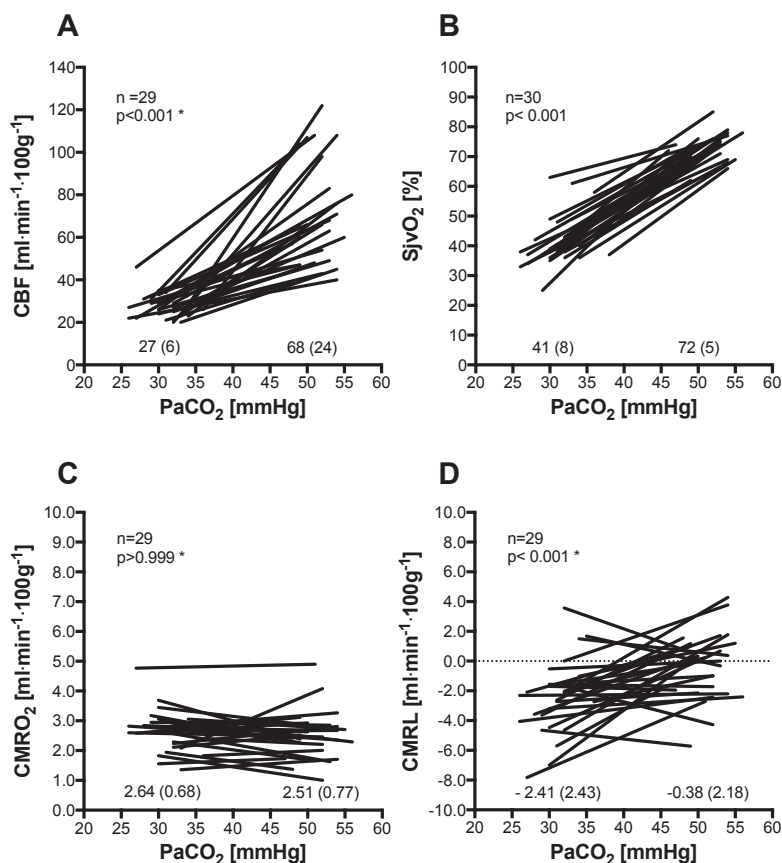 A
CBF [ml·min⁻¹·100g⁻¹]
140
120
100
80
60
40
20
0
n =29
p<0.001 *
27 (6) 68 (24)
20 25 30 35 40 45 50 55 60
PaCO₂ [mmHg]
B
SjvO₂ [%]
100
90
80
70
60
50
40
30
20
10
0
n=30
p< 0.001
41 (8) 72 (5)
20 25 30 35 40 45 50 55 60
PaCO₂ [mmHg]
C
CMRO₂ [ml·min⁻¹·100g⁻¹]
10.0
9.0
8.0
7.0
6.0
5.0
4.0
3.0
2.0
1.0
0.0
n=29
p>0.999 *
2.64 (0.68) 2.51 (0.77)
20 25 30 35 40 45 50 55 60
PaCO₂ [mmHg]
D
CMRL [ml·min⁻¹·100g⁻¹]
10.0
8.0
6.0
4.0
2.0
0.0
-2.0
-4.0
-6.0
-8.0
-10.0
n=29
p< 0.001 *
- 2.41 (2.43) -0.38 (2.18)
20 25 30 35 40 45 50 55 60
PaCO₂ [mmHg]